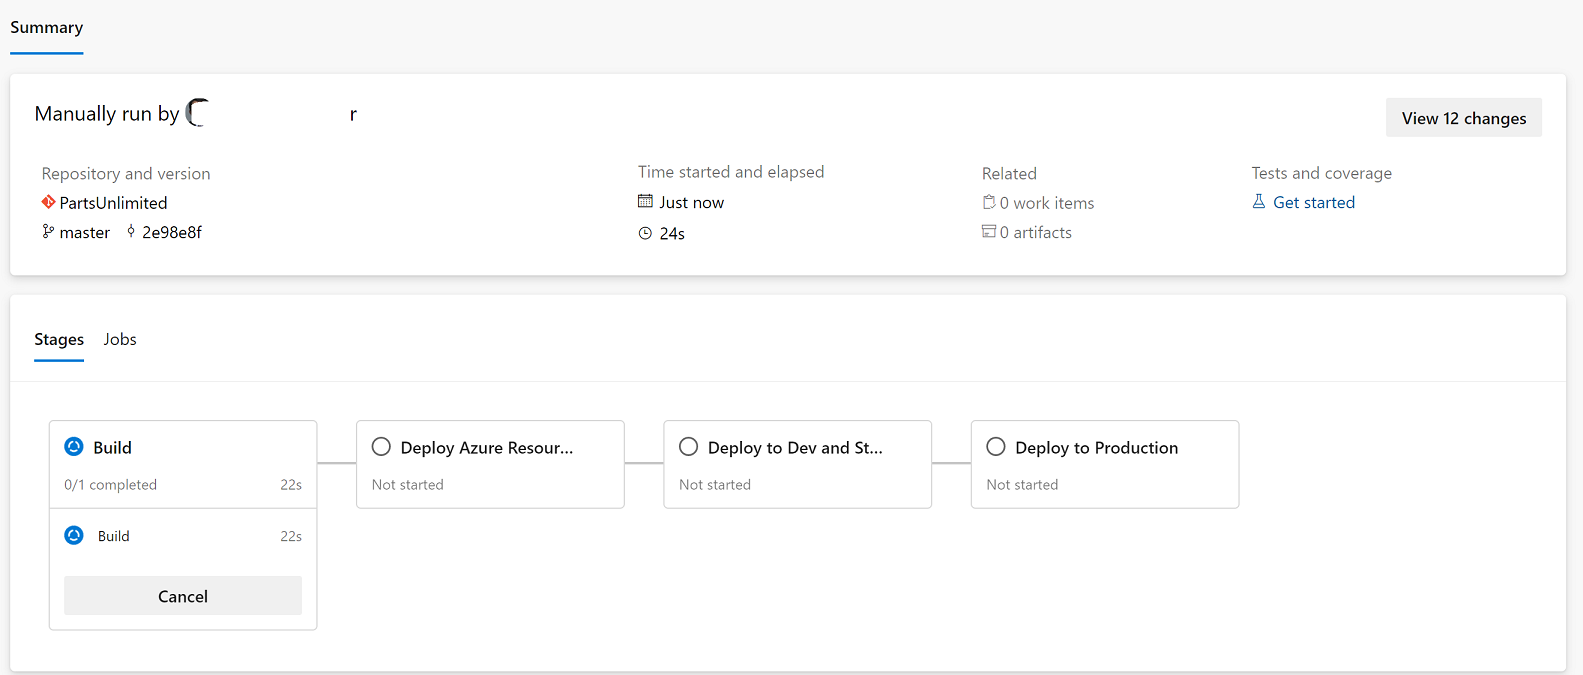 Summary
Manually run by r
View 12 changes
Repository and version
PartsUnlimited
master 2e98e8f
Time started and elapsed
Just now
24s
Related
0 work items
0 artifacts
Tests and coverage
Get started
Stages Jobs
Build
0/1 completed 22s
Build 22s
Cancel
Deploy Azure Resour...
Not started
Deploy to Dev and St...
Not started
Deploy to Production
Not started